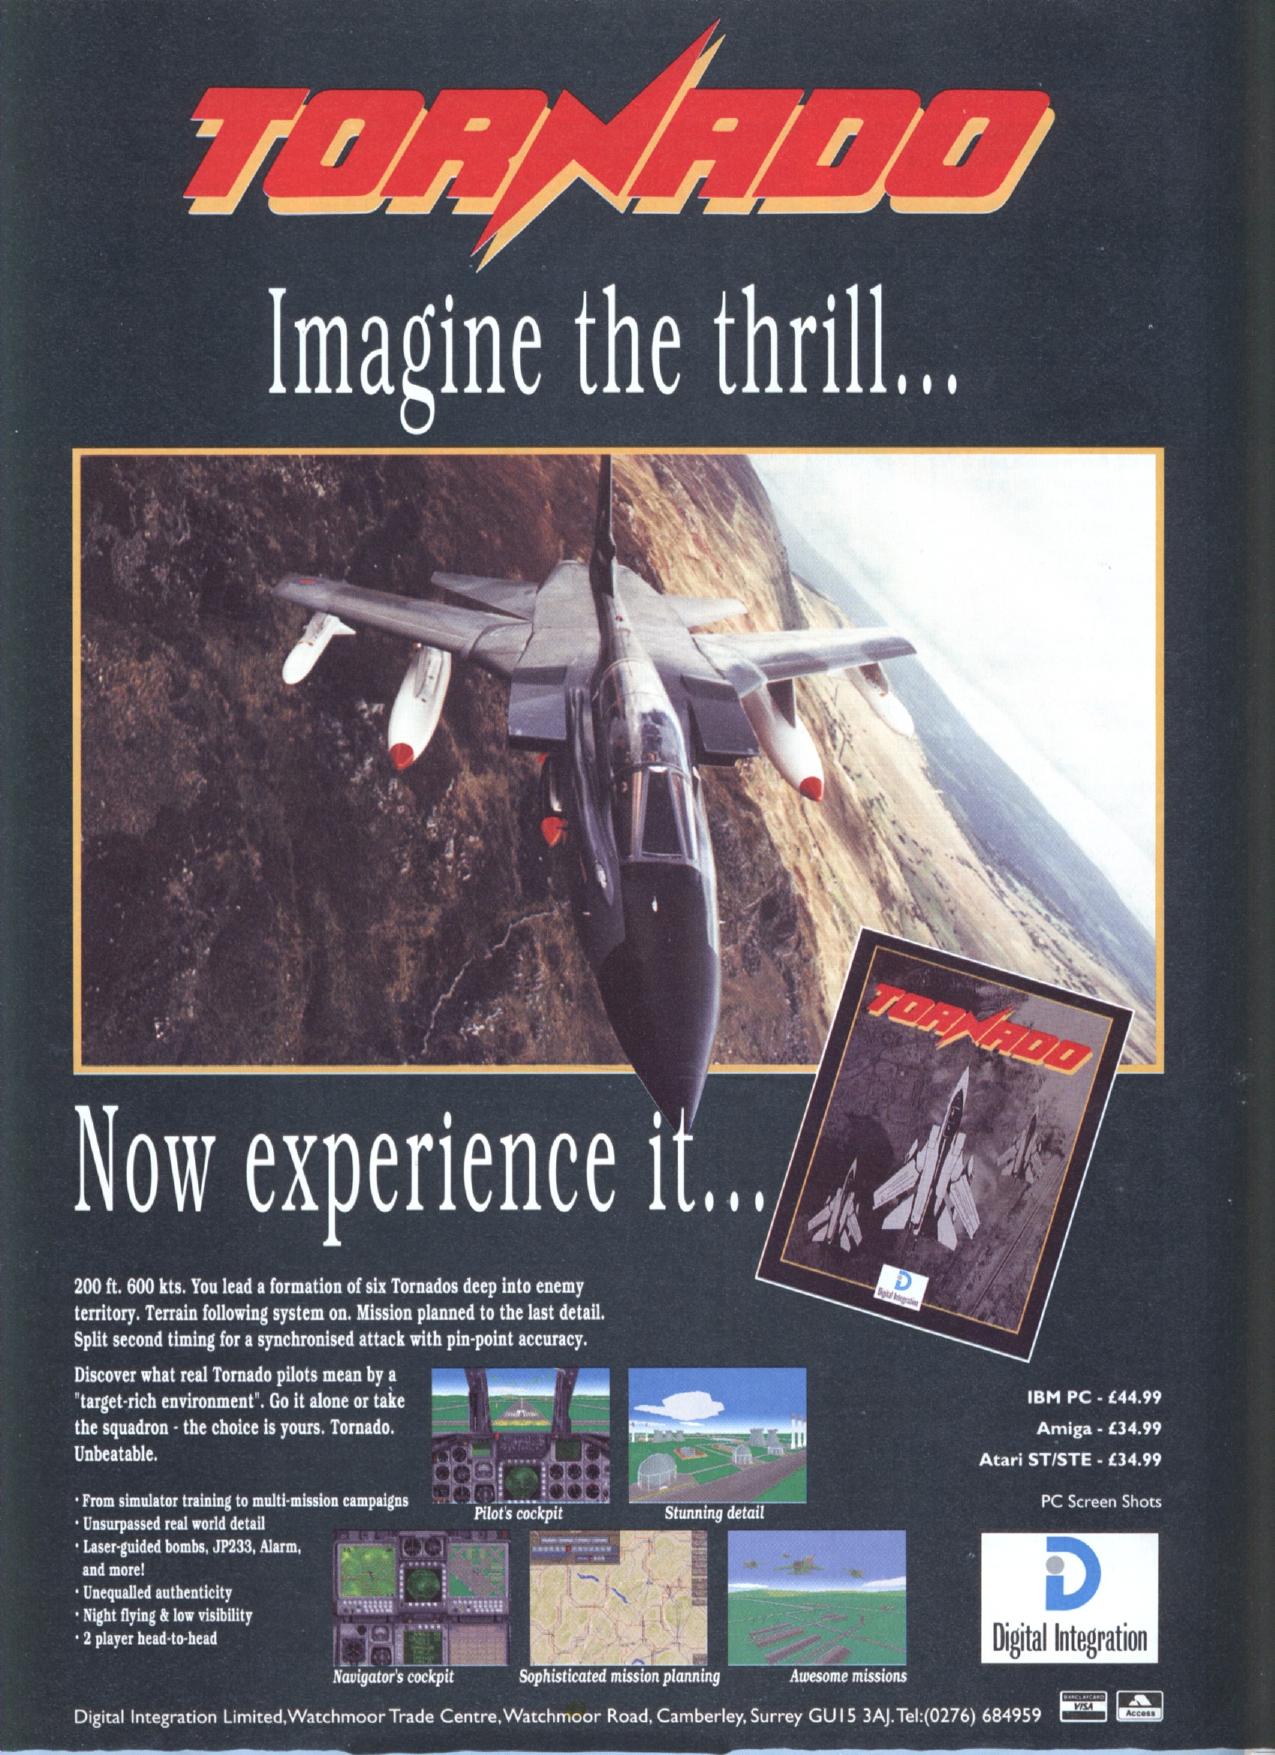 TORNADO
Imagine the thrill...
TORNADO
Digital Integration
Now experience it...
200 ft. 600 kts. You lead a formation of six Tornados deep into enemy
territory. Terrain following system on. Mission planned to the last detail.
Split second timing for a synchronised attack with pin-point accuracy.
Discover what real Tornado pilots mean by a
"target-rich environment". Go it alone or take
the squadron - the choice is yours. Tornado.
Unbeatable.
· From simulator training to multi-mission campaigns
· Unsurpassed real world detail
· Laser-guided bombs, JP233, Alarm,
and more!
· Unequalled authenticity
· Night flying & low visibility
· 2 player head-to-head
Pilot's cockpit
Stunning detail
Navigator's cockpit
Sophisticated mission planning
Awesome missions
IBM PC - £44.99
Amiga - £34.99
Atari ST/STE - £34.99
PC Screen Shots
Digital Integration
Digital Integration Limited, Watchmoor Trade Centre, Watchmoor Road, Camberley, Surrey GU15 3AJ. Tel: (0276) 684959
BARCLAYCARD
VISA
Access